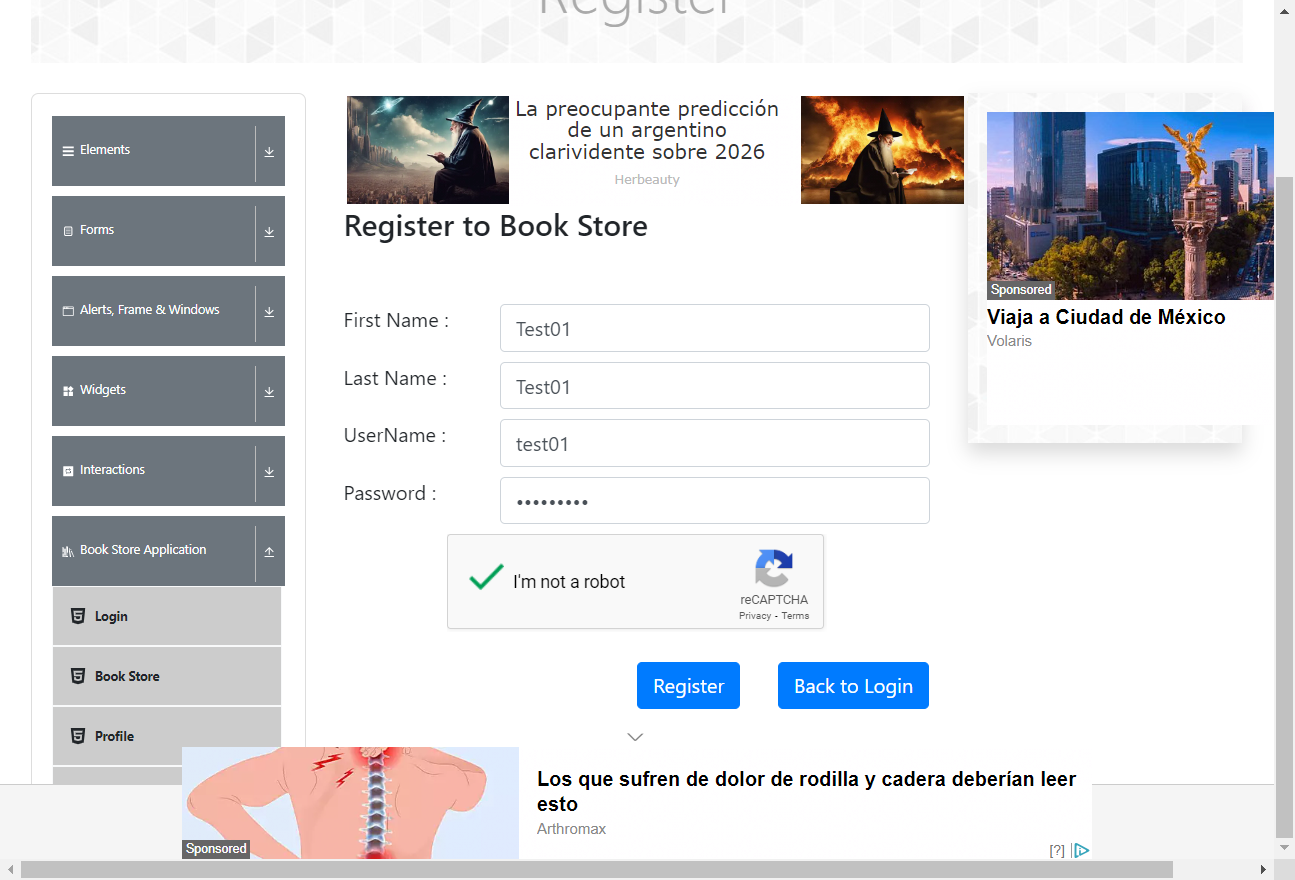 Register
Elements
Forms
Alerts, Frame & Windows
Widgets
Interactions
Book Store Application
Login
Book Store
Profile
La preocupante predicción
de un argentino
clarividente sobre 2026
Herbeauty
Register to Book Store
First Name :
Test01
Last Name :
Test01
UserName :
test01
Password :
•••••••••
I'm not a robot
reCAPTCHA
Privacy - Terms
Register
Back to Login
Sponsored
Viaja a Ciudad de México
Volaris
Sponsored
Los que sufren de dolor de rodilla y cadera deberían leer
esto
Arthromax
[?]